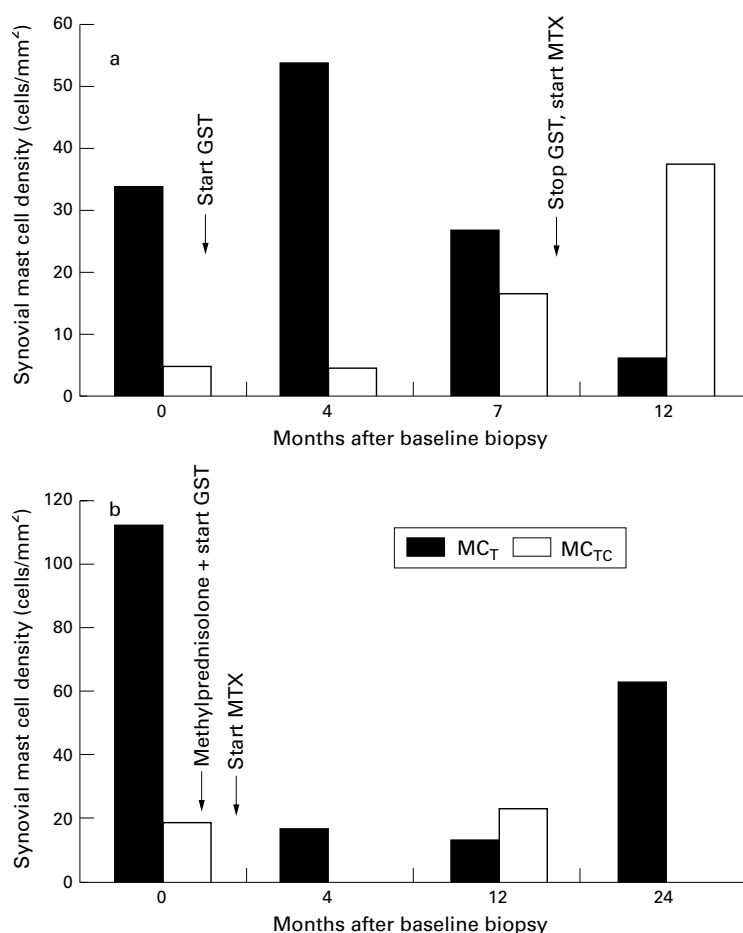 a
Synovial mast cell density (cells/mm²)
60
50
40
30
20
10
0
Start GST
Stop GST, start MTX
0 4 7 12
Months after baseline biopsy
b
Synovial mast cell density (cells/mm²)
120
100
80
60
40
20
0
Methylprednisolone + start GST
Start MTX
MC_T MC_TC
0 4 12 24
Months after baseline biopsy